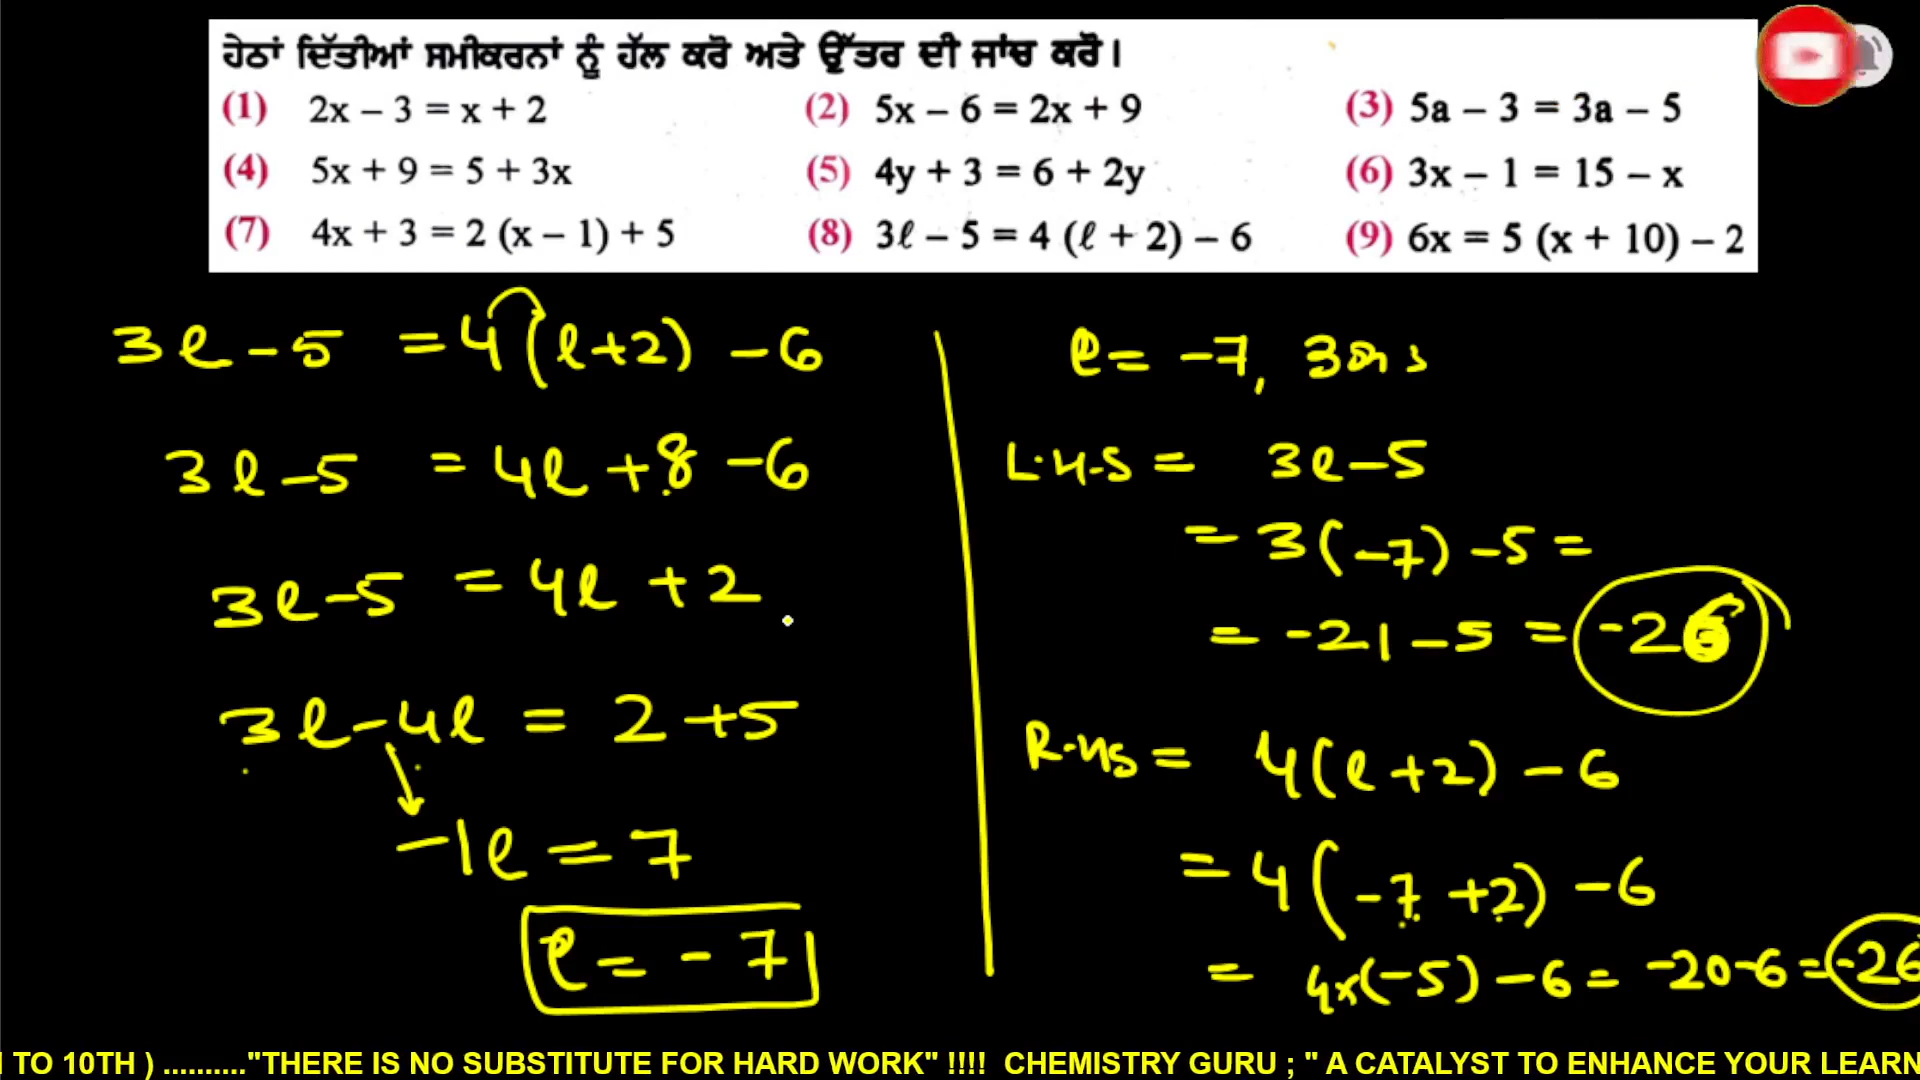 ਹੇਠਾਂ ਦਿੱਤੀਆਂ ਸਮੀਕਰਨਾਂ ਨੂੰ ਹੱਲ ਕਰੋ ਅਤੇ ਉੱਤਰ ਦੀ ਜਾਂਚ ਕਰੋ।
(1) 2x – 3 = x + 2 (2) 5x – 6 = 2x + 9 (3) 5a – 3 = 3a – 5
(4) 5x + 9 = 5 + 3x (5) 4y + 3 = 6 + 2y (6) 3x – 1 = 15 – x
(7) 4x + 3 = 2 (x – 1) + 5 (8) 3ℓ – 5 = 4 (ℓ + 2) – 6 (9) 6x = 5 (x + 10) – 2
3ℓ - 5 = 4(ℓ+2) - 6
3ℓ - 5 = 4ℓ + 8 - 6
3ℓ - 5 = 4ℓ + 2
3ℓ - 4ℓ = 2 + 5
-1ℓ = 7
ℓ = -7
ℓ = -7,
L.H.S = 3ℓ - 5
= 3(-7) - 5 =
= -21 - 5 = -26
R.HS = 4(ℓ+2) - 6
= 4(-7+2) - 6
= 4x(-5) - 6 = -20-6 = -26
TO 10TH ) .........."THERE IS NO SUBSTITUTE FOR HARD WORK" !!!! CHEMISTRY GURU ; " A CATALYST TO ENHANCE YOUR LEARN